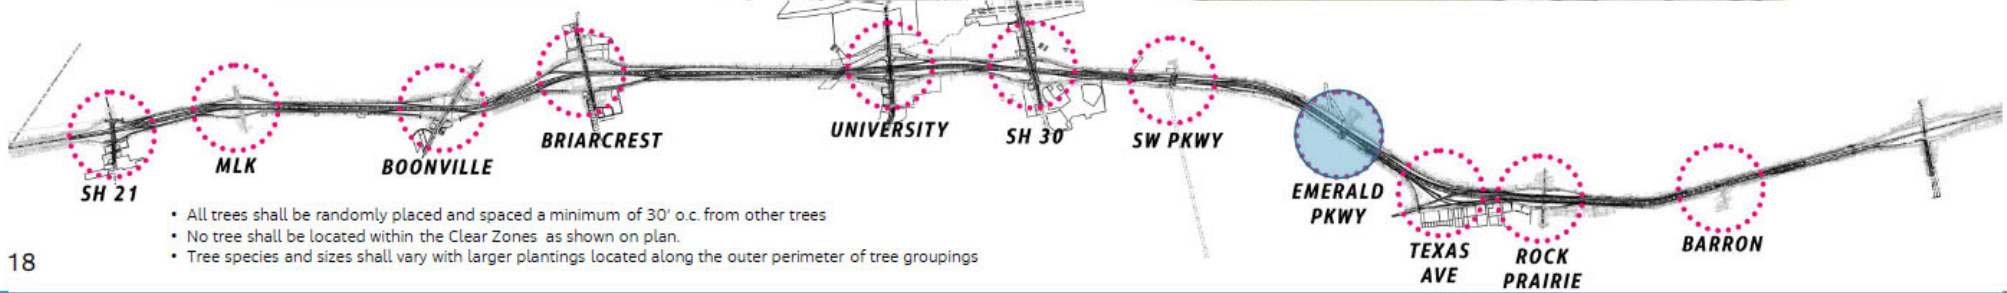 SH 21
MLK
BOONVILLE
BRIARCREST
UNIVERSITY
SH 30
SW PKWY
EMERALD
PKWY
TEXAS
AVE
ROCK
PRAIRIE
BARRON
• All trees shall be randomly placed and spaced a minimum of 30' o.c. from other trees
• No tree shall be located within the Clear Zones as shown on plan.
• Tree species and sizes shall vary with larger plantings located along the outer perimeter of tree groupings
18